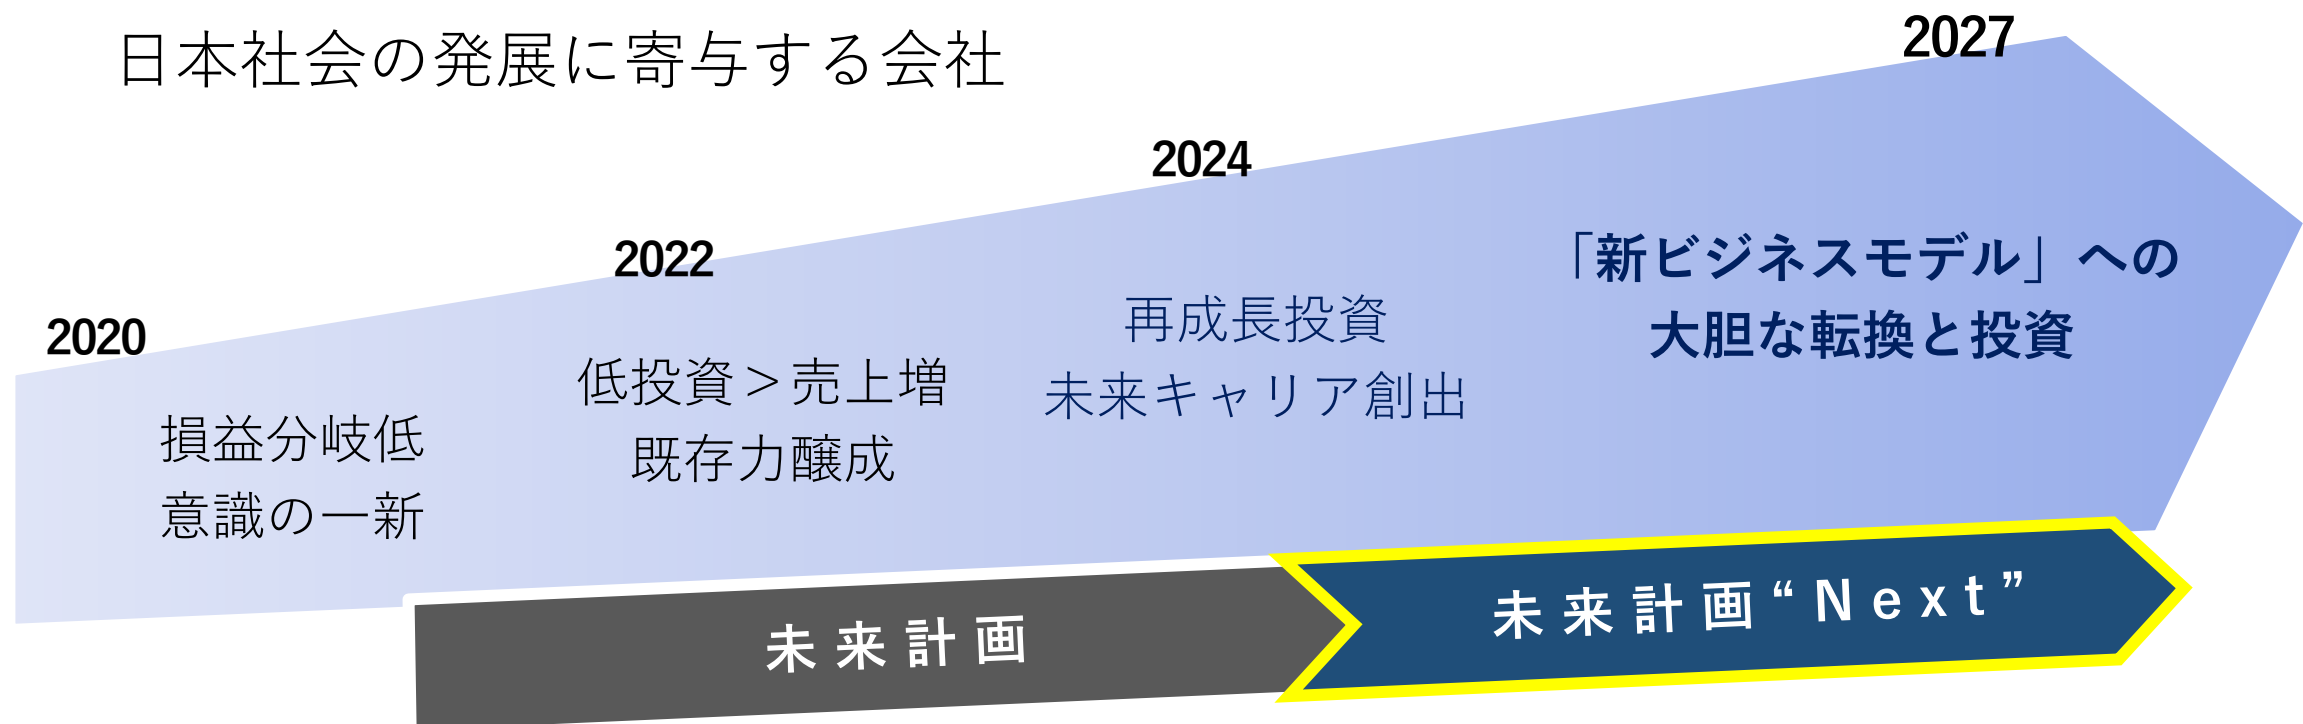 日本社会の発展に寄与する会社
2020
損益分岐低
意識の一新
2022
低投資＞売上増
既存力醸成
2024
再成長投資
未来キャリア創出
2027
「新ビジネスモデル」への
大胆な転換と投資
未来計画
未来計画“Next”